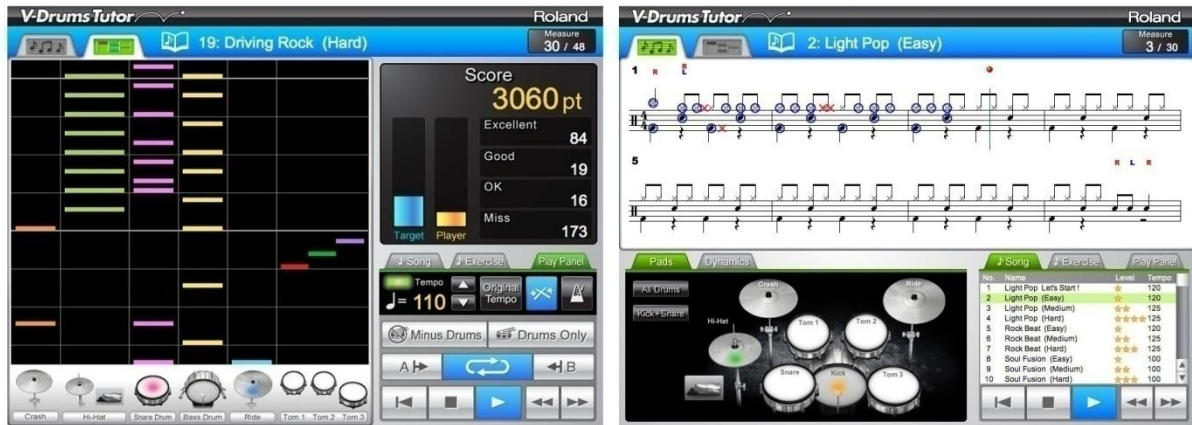 V-Drums Tutor
Roland
19: Driving Rock (Hard)
Measure
30 / 48
Score
3060 pt
Excellent
84
Good
19
OK
16
Miss
173
Target
Player
Song
Exercise
Play Panel
Tempo
= 110
Original
Tempo
Minus Drums
Drums Only
A
B
Crash
Hi-Hat
Snare Drum
Bass Drum
Ride
Tom 1
Tom 2
Tom 3
V-Drums Tutor
Roland
2: Light Pop (Easy)
Measure
3 / 30
1
R
R
L
4
4
5
R L R
Pads
Dynamics
All Drums
Kick+Snare
Crash
Ride
Hi-Hat
Tom 1
Tom 2
Snare
Kick
Tom 3
Song
Exercise
Play Panel
No. Name Level Tempo
1 Light Pop Let's Start ! 120
2 Light Pop (Easy) 120
3 Light Pop (Medium) 125
4 Light Pop (Hard) 125
5 Rock Beat (Easy) 120
6 Rock Beat (Medium) 125
7 Rock Beat (Hard) 125
8 Soul Fusion (Easy) 100
9 Soul Fusion (Medium) 100
10 Soul Fusion (Hard) 100